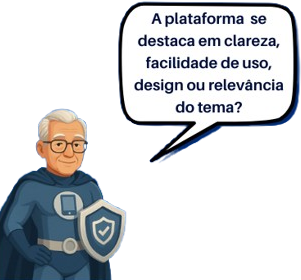 A plataforma se
destaca em clareza,
facilidade de uso,
design ou relevância
do tema?